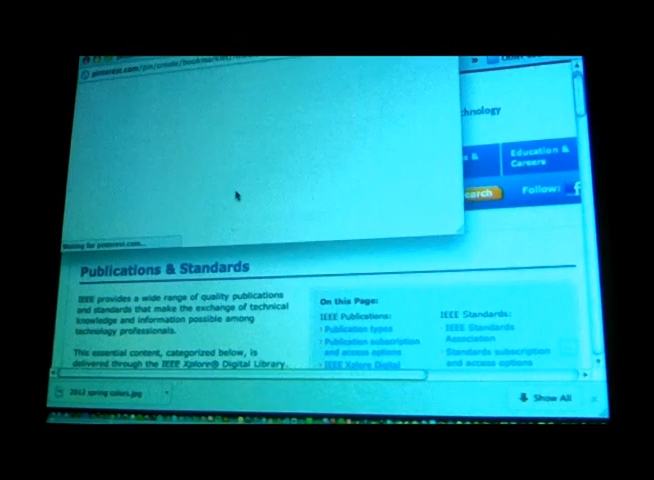 pinterest.com/pin/create/bookmarklet/
»
chnology
s &
Education &
Careers
earch
Follow:
Waiting for pinterest.com...
Publications & Standards
IEEE provides a wide range of quality publications
and standards that make the exchange of technical
knowledge and information possible among
technology professionals.
This essential content, categorized below, is
delivered through the IEEE Xplore® Digital Library.
On this Page:
IEEE Publications:
Publication types
Publication subscription
and access options
IEEE Xplore Digital
IEEE Standards:
IEEE Standards
Association
Standards subscription
and access options
2012 spring colors.jpg
Show All